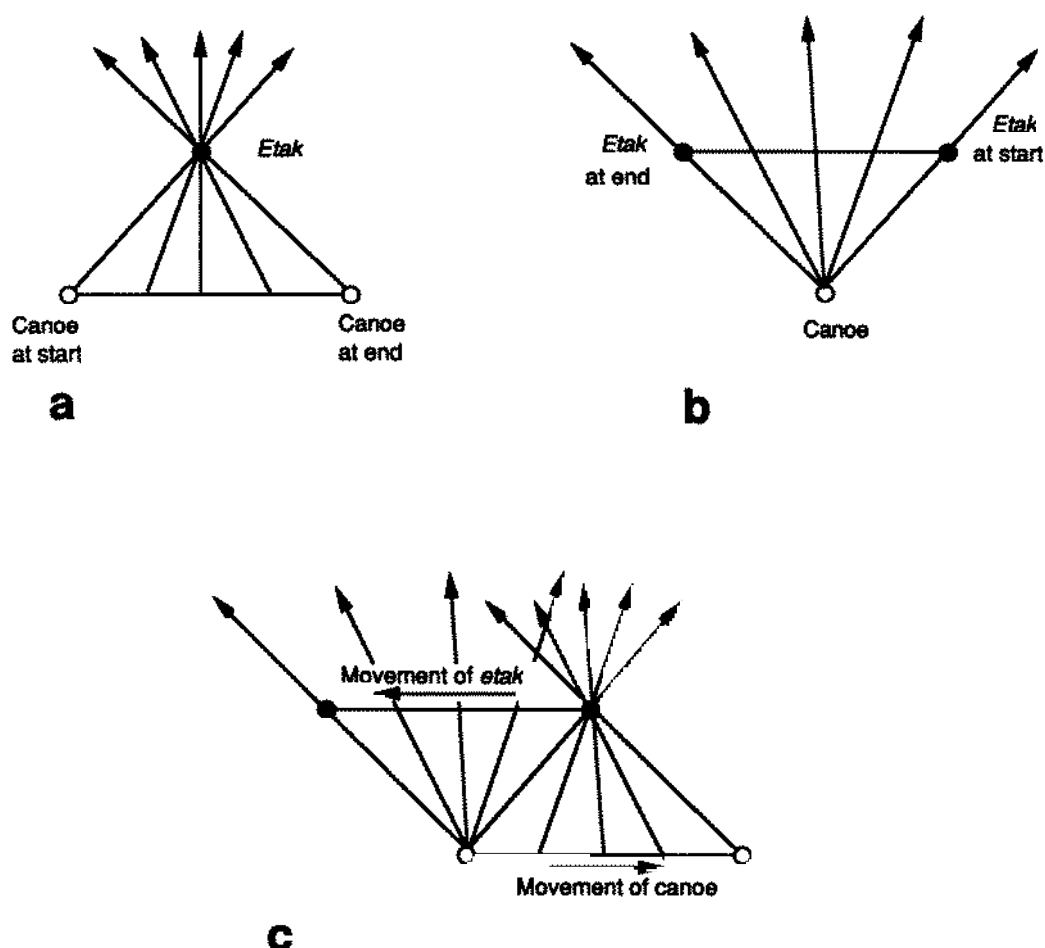 Etak
Canoe
at start
Canoe
at end
a
Etak
at end
Etak
at start
Canoe
b
Movement of etak
Movement of canoe
c